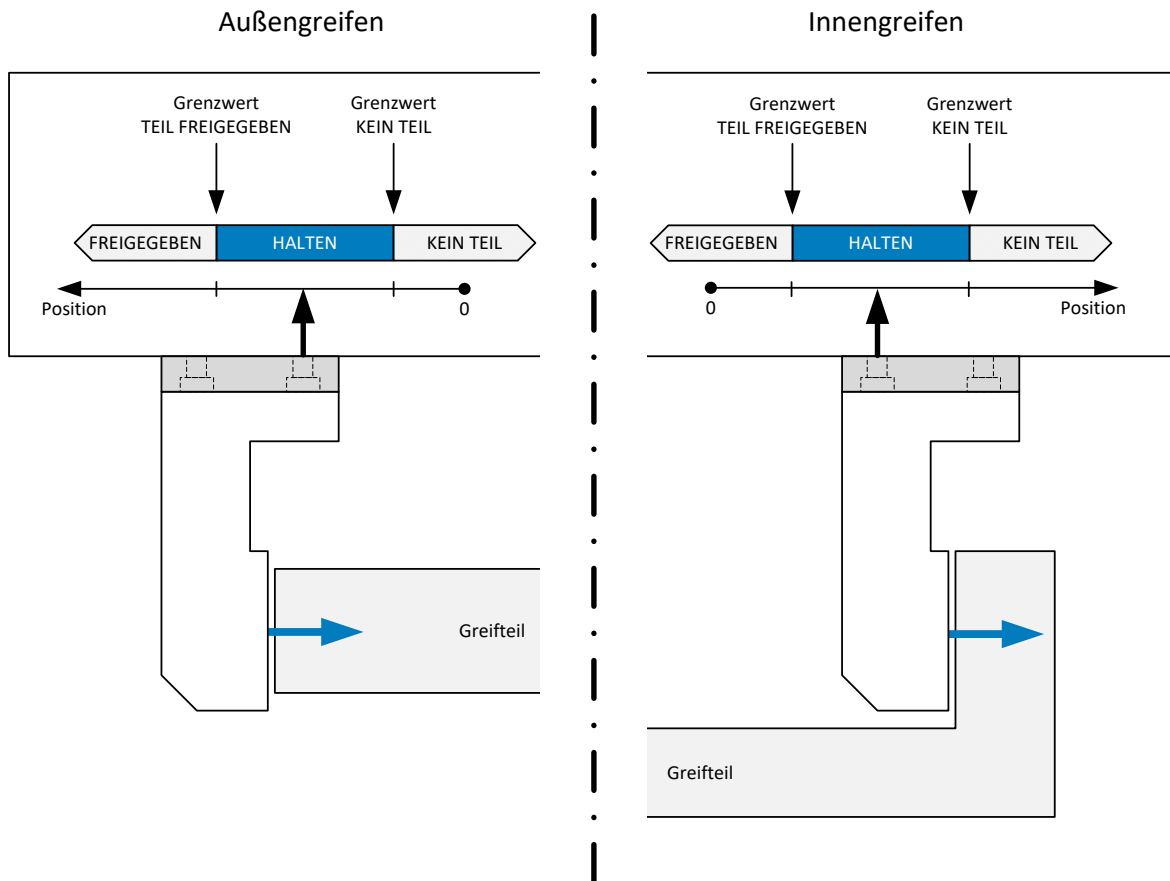 Außengreifen
Grenzwert
TEIL FREIGEGEBEN
Grenzwert
KEIN TEIL
FREIGEGEBEN
HALTEN
KEIN TEIL
Position
0
Greifteil
Innengreifen
Grenzwert
TEIL FREIGEGEBEN
Grenzwert
KEIN TEIL
FREIGEGEBEN
HALTEN
KEIN TEIL
0
Position
Greifteil